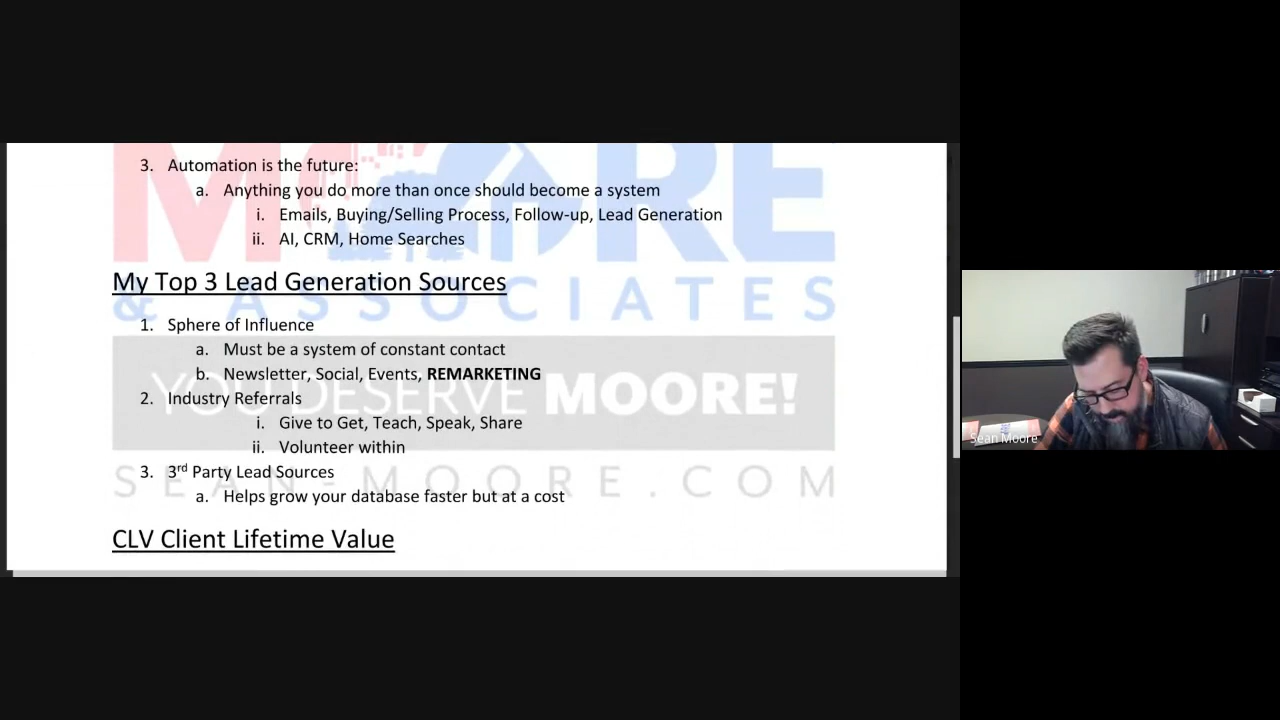 3. Automation is the future:
a. Anything you do more than once should become a system
i. Emails, Buying/Selling Process, Follow-up, Lead Generation
ii. AI, CRM, Home Searches
MOORE
My Top 3 Lead Generation Sources
& ASSOCIATES
1. Sphere of Influence
a. Must be a system of constant contact
b. Newsletter, Social, Events, REMARKETING
YOU DESERVE MOORE!
2. Industry Referrals
i. Give to Get, Teach, Speak, Share
ii. Volunteer within
3. 3rd Party Lead Sources
SEAN-MOORE.COM
a. Helps grow your database faster but at a cost
CLV Client Lifetime Value
Sean Moore